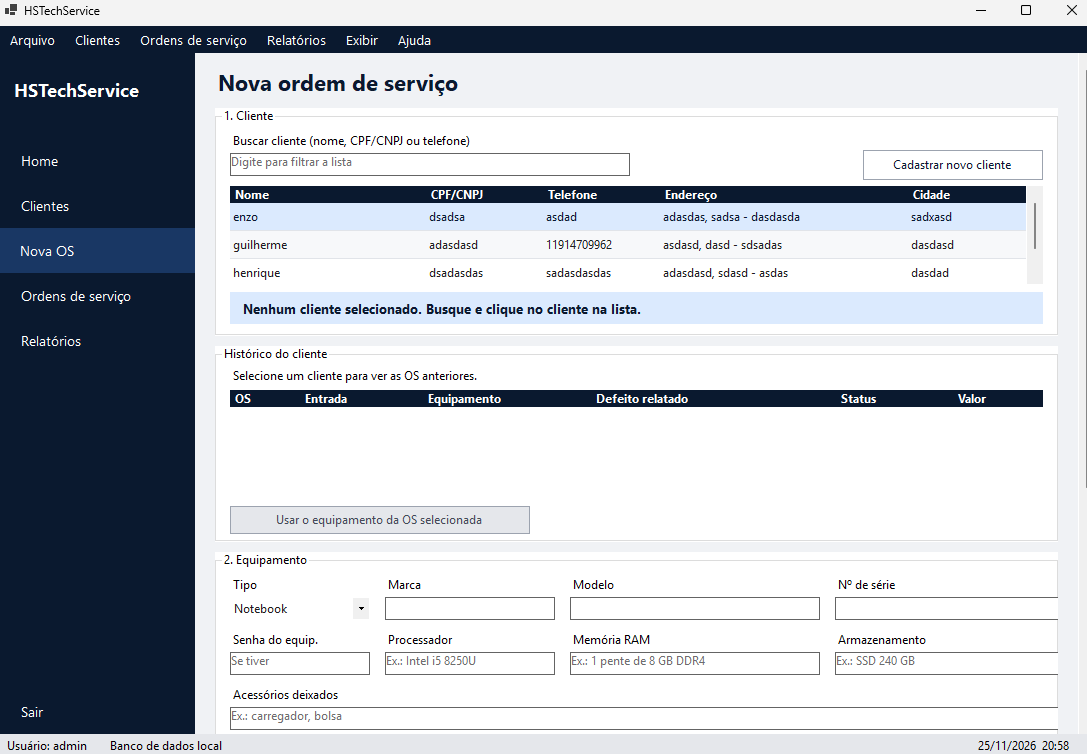 HSTechService
Arquivo Clientes Ordens de serviço Relatórios Exibir Ajuda
HSTechService
Home
Clientes
Nova OS
Ordens de serviço
Relatórios
Sair
Nova ordem de serviço
1. Cliente
Buscar cliente (nome, CPF/CNPJ ou telefone)
Digite para filtrar a lista
Cadastrar novo cliente
Nome CPF/CNPJ Telefone Endereço Cidade
enzo dsadsa asdad adasdas, sadsa - dasdasda sadxasd
guilherme adasdasd 11914709962 asdasd, dasd - sdsadas dasdasd
henrique dsadasdas sadasdasdas adasdasd, sdasd - asdas dasdad
Nenhum cliente selecionado. Busque e clique no cliente na lista.
Histórico do cliente
Selecione um cliente para ver as OS anteriores.
OS Entrada Equipamento Defeito relatado Status Valor
Usar o equipamento da OS selecionada
2. Equipamento
Tipo Marca Modelo Nº de série
Notebook
Senha do equip. Processador Memória RAM Armazenamento
Se tiver Ex.: Intel i5 8250U Ex.: 1 pente de 8 GB DDR4 Ex.: SSD 240 GB
Acessórios deixados
Ex.: carregador, bolsa
Usuário: admin Banco de dados local 25/11/2026 20:58